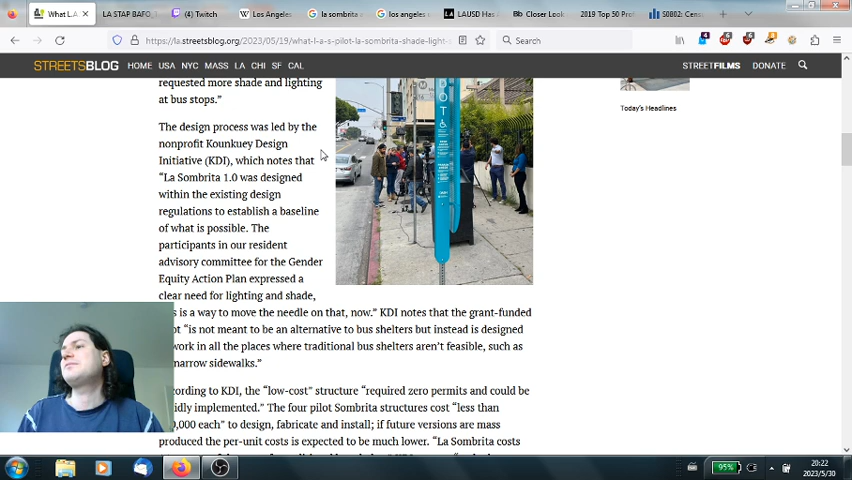 What L.A.
LA STAP BAFO_
(4) Twitch
Los Angeles
la sombrita
los angeles
LAUSD Has
Closer Look
2019 Top 50 Prof
S0802: Census
https://la.streetsblog.org/2023/05/19/what-l-a-s-pilot-la-sombrita-shade-light-
Search
STREETSBLOG HOME USA NYC MASS LA CHI SF CAL STREETFILMS DONATE
requested more shade and lighting
at bus stops.”
Today's Headlines
The design process was led by the
nonprofit Kounkuey Design
Initiative (KDI), which notes that
“La Sombrita 1.0 was designed
within the existing design
regulations to establish a baseline
of what is possible. The
participants in our resident
advisory committee for the Gender
Equity Action Plan expressed a
clear need for lighting and shade,
is a way to move the needle on that, now.” KDI notes that the grant-funded
“is not meant to be an alternative to bus shelters but instead is designed
work in all the places where traditional bus shelters aren’t feasible, such as
narrow sidewalks.”
According to KDI, the “low-cost” structure “required zero permits and could be
idly implemented.” The four pilot Sombrita structures cost “less than
0,000 each” to design, fabricate and install; if future versions are mass
produced the per-unit costs is expected to be much lower. “La Sombrita costs
DOT
95%
20:22
2023/5/30